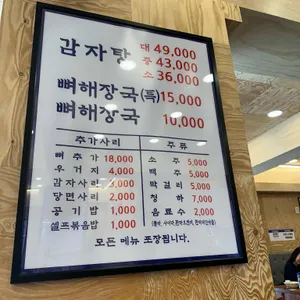 감자탕 대 49,000
중 43,000
소 36,000
뼈해장국(특) 15,000
뼈해장국 10,000
추가사리
뼈추가 18,000
우거지 4,000
감자사리 3,000
당면사리 2,000
공기밥 1,000
셀프볶음밥 1,000
주류
소주 5,000
맥주 5,000
막걸리 5,000
청하 7,000
음료수 2,000
모든 메뉴 포장됩니다.